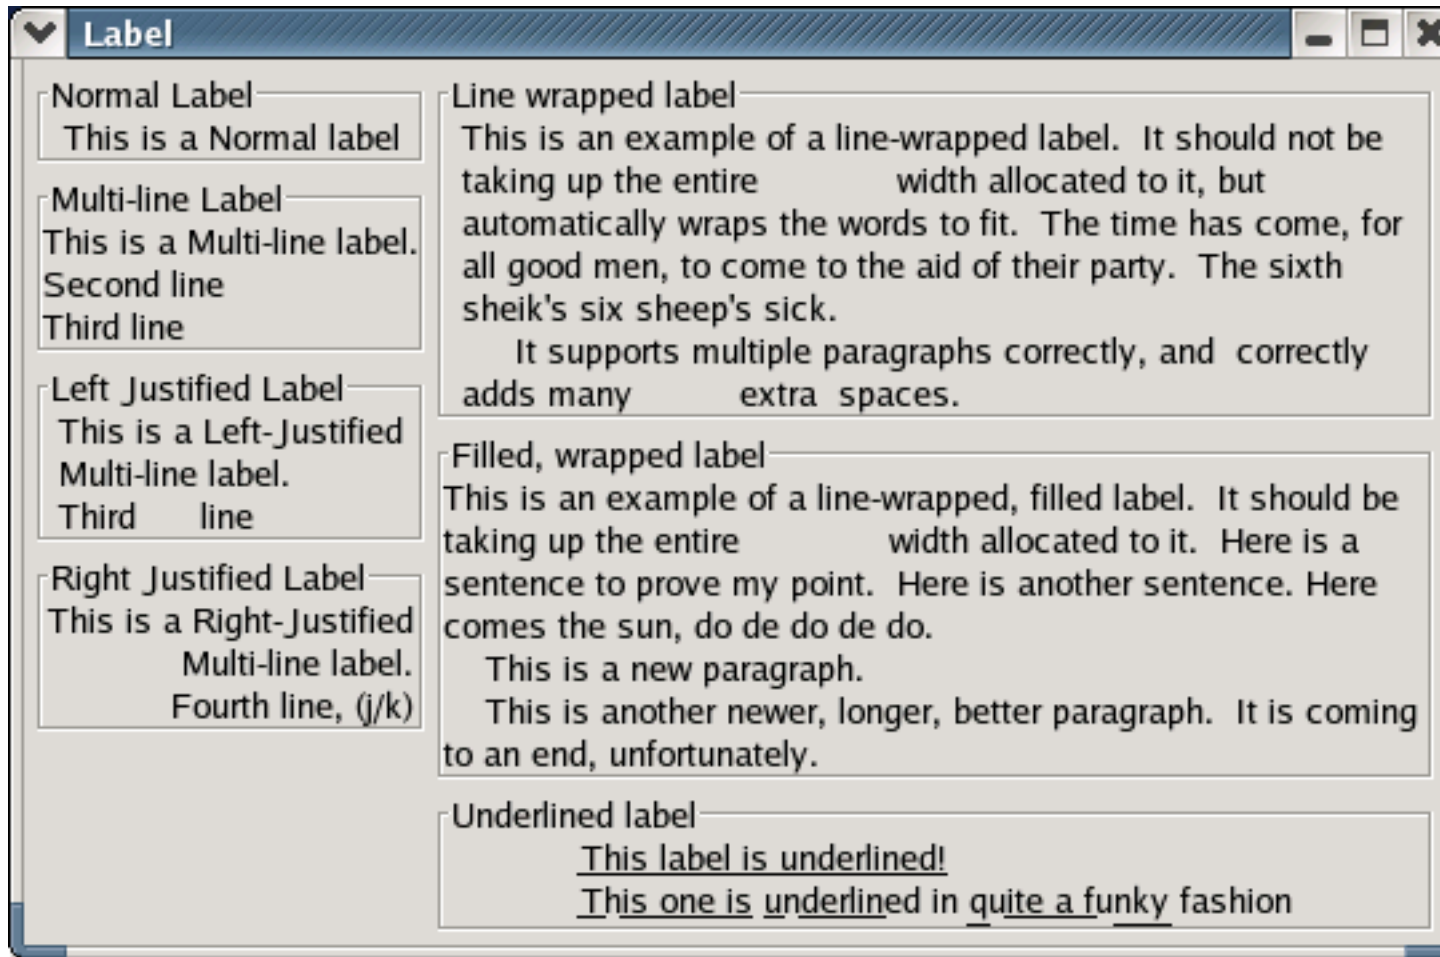 Label
Normal Label
This is a Normal label
Multi-line Label
This is a Multi-line label.
Second line
Third line
Left Justified Label
This is a Left-Justified
Multi-line label.
Third      line
Right Justified Label
This is a Right-Justified
Multi-line label.
Fourth line, (j/k)
Line wrapped label
This is an example of a line-wrapped label.  It should not be
taking up the entire             width allocated to it, but
automatically wraps the words to fit.  The time has come, for
all good men, to come to the aid of their party.  The sixth
sheik's six sheep's sick.
     It supports multiple paragraphs correctly, and  correctly
adds many          extra  spaces.
Filled, wrapped label
This is an example of a line-wrapped, filled label.  It should be
taking up the entire              width allocated to it.  Here is a
sentence to prove my point.  Here is another sentence. Here
comes the sun, do de do de do.
    This is a new paragraph.
    This is another newer, longer, better paragraph.  It is coming
to an end, unfortunately.
Underlined label
This label is underlined!
This one is underlined in quite a funky fashion